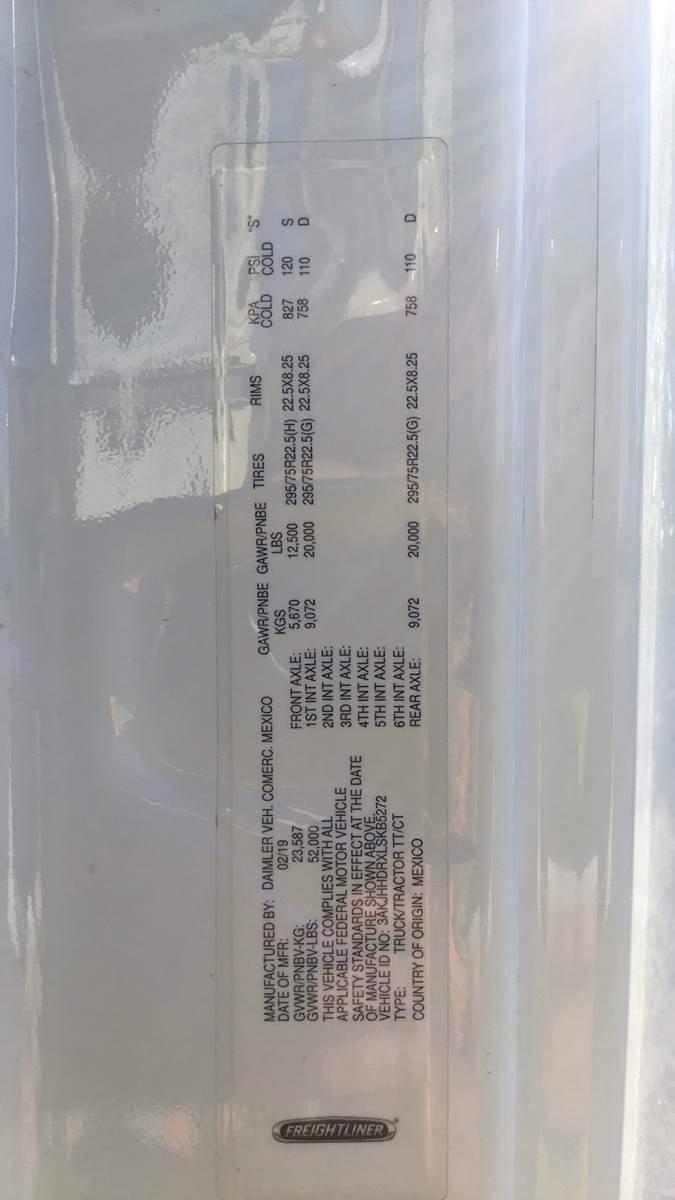 FREIGHTLINER
MANUFACTURED BY: DAIMLER VEH. COMERC. MEXICO
DATE OF MFR: 02/19
GVWR/PNBV-KG: 23,587
GVWR/PNBV-LBS: 52,000
THIS VEHICLE COMPLIES WITH ALL
APPLICABLE FEDERAL MOTOR VEHICLE
SAFETY STANDARDS IN EFFECT AT THE DATE
OF MANUFACTURE SHOWN ABOVE.
VEHICLE ID NO: 3AKJHHDRXLSKB5272
TYPE: TRUCK/TRACTOR TT/CT
COUNTRY OF ORIGIN: MEXICO
GAWR/PNBE GAWR/PNBE TIRES RIMS KPA PSI "S"
KGS LBS COLD COLD
FRONT AXLE: 5,670 12,500 295/75R22.5(H) 22.5X8.25 827 120 S
1ST INT AXLE: 9,072 20,000 295/75R22.5(G) 22.5X8.25 758 110 D
2ND INT AXLE:
3RD INT AXLE:
4TH INT AXLE:
5TH INT AXLE:
6TH INT AXLE:
REAR AXLE: 9,072 20,000 295/75R22.5(G) 22.5X8.25 758 110 D